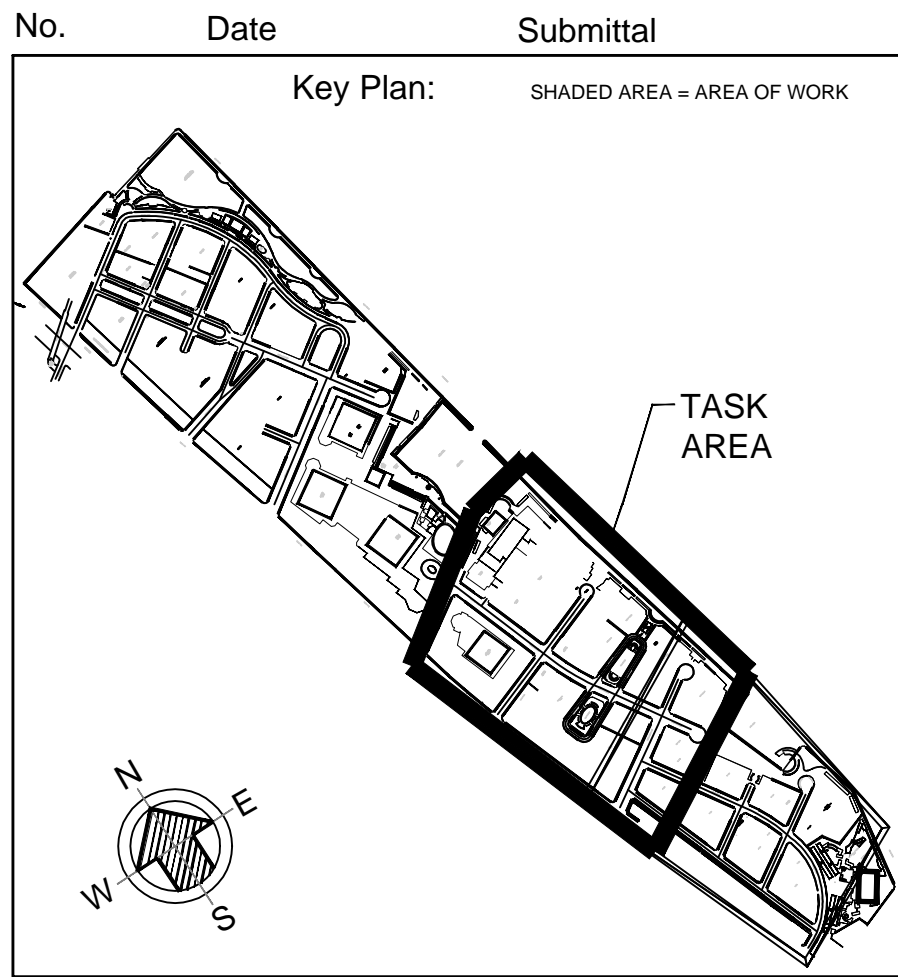 No. Date Submittal
Key Plan: SHADED AREA = AREA OF WORK
TASK
AREA
N
E
W
S